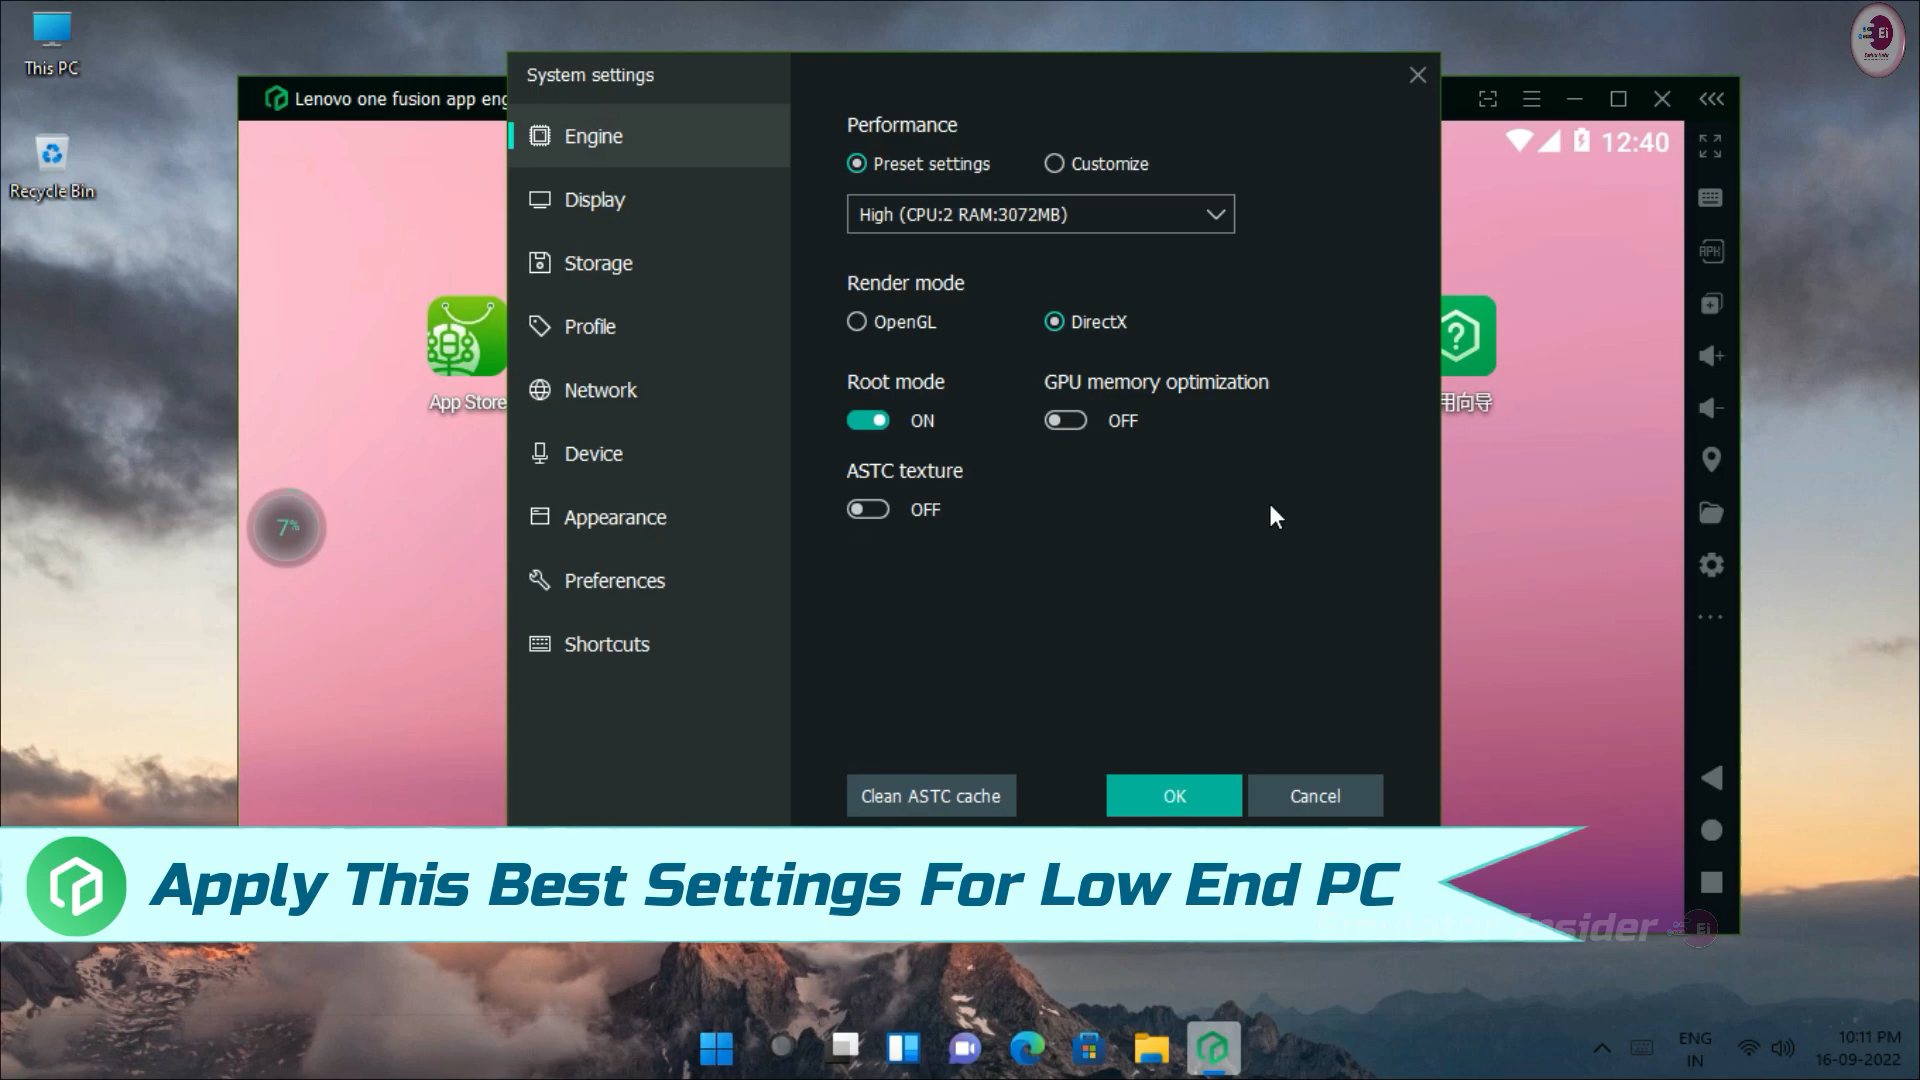 This PC
Recycle Bin
Lenovo one fusion app eng
System settings
Engine
Display
Storage
Profile
Network
Device
Appearance
Preferences
Shortcuts
Performance
Preset settings
Customize
High (CPU:2 RAM:3072MB)
Render mode
OpenGL
DirectX
Root mode
GPU memory optimization
ON
OFF
ASTC texture
OFF
Clean ASTC cache
OK
Cancel
App Store
7%
12:40
APK
用向导
Ei
Apply This Best Settings For Low End PC
Ei
ENG
IN
10:11 PM
16-09-2022